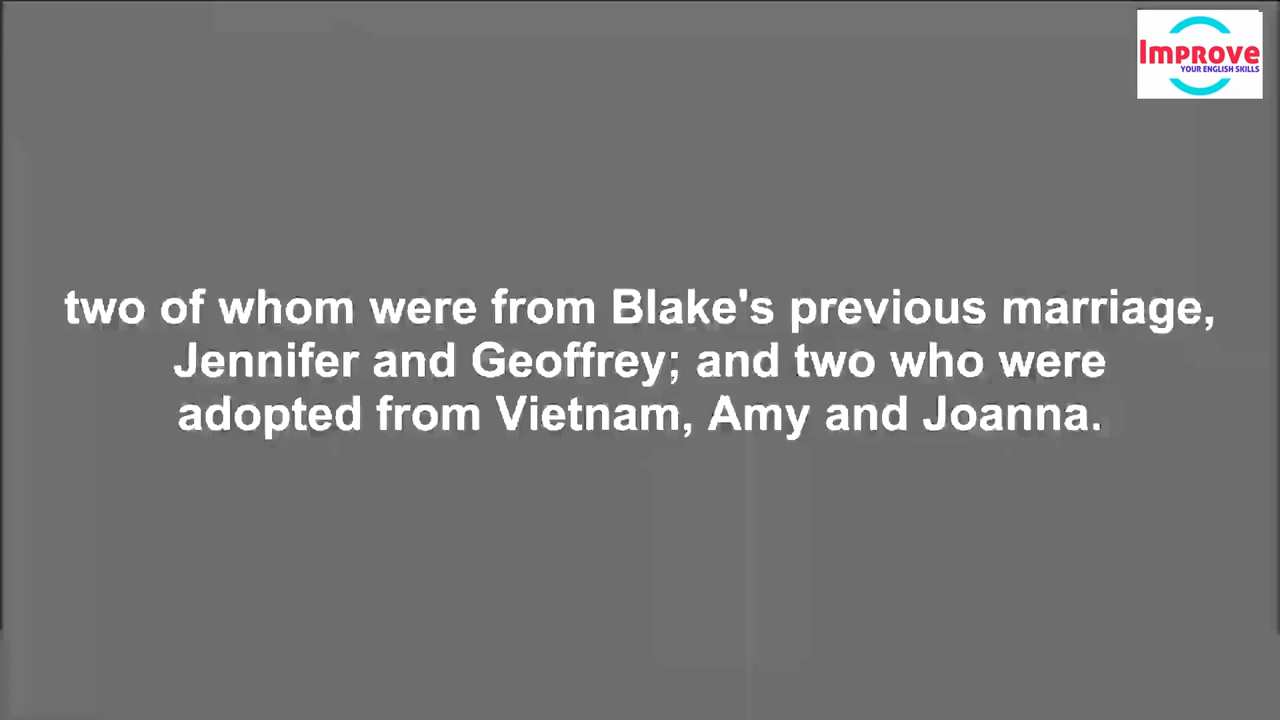 Improve
YOUR ENGLISH SKILLS
two of whom were from Blake's previous marriage,
Jennifer and Geoffrey; and two who were
adopted from Vietnam, Amy and Joanna.